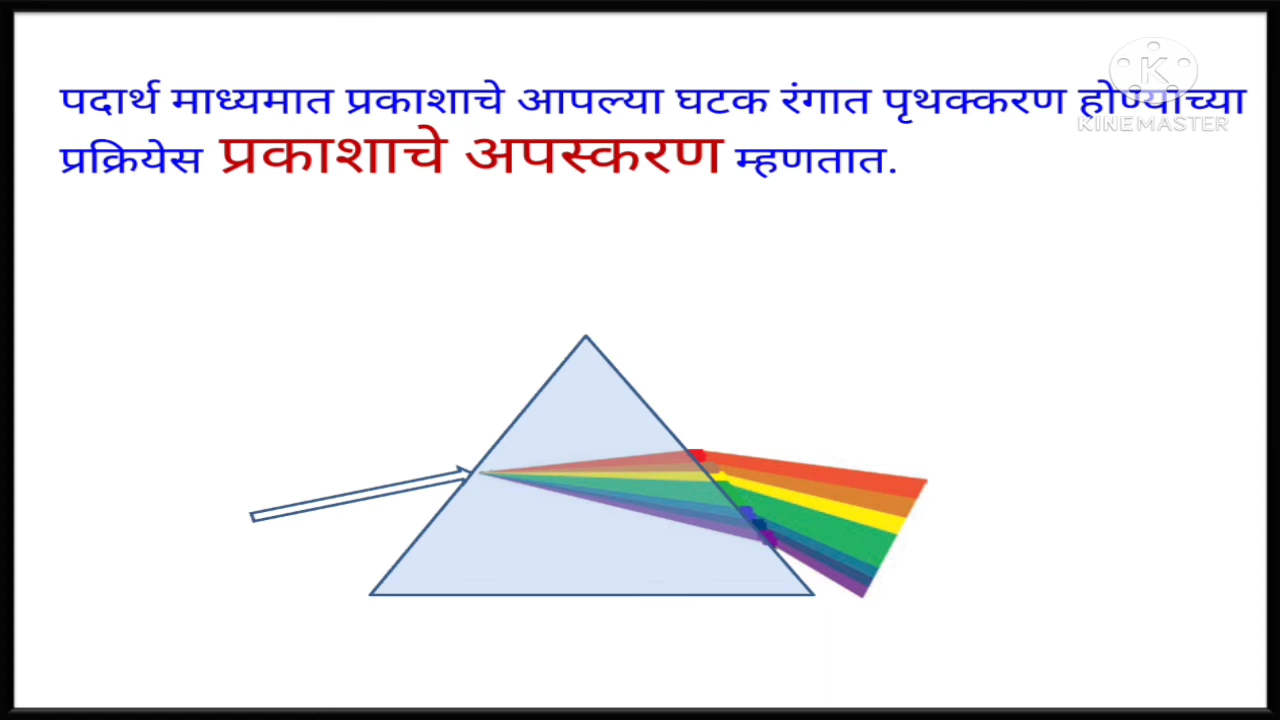 पदार्थ माध्यमात प्रकाशाचे आपल्या घटक रंगात पृथक्करण होण्याच्या
प्रक्रियेस प्रकाशाचे अपस्करण म्हणतात.
K
KINEMASTER